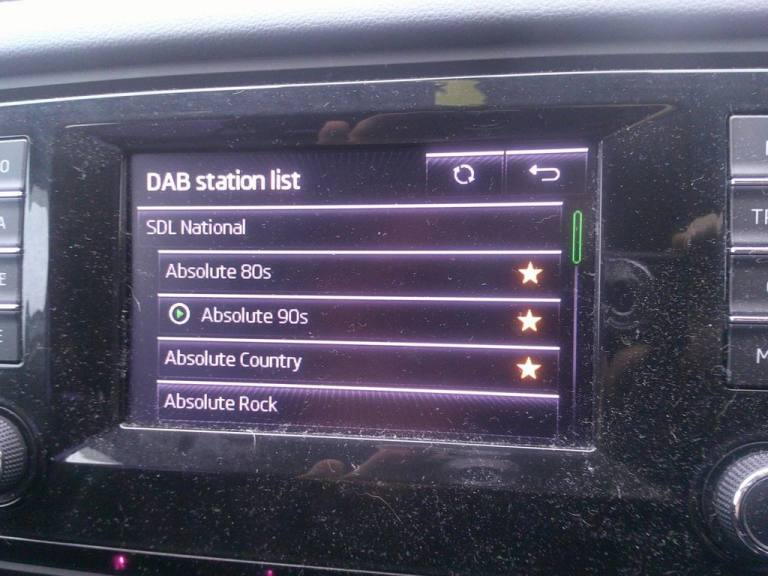 DAB station list
SDL National
Absolute 80s
Absolute 90s
Absolute Country
Absolute Rock